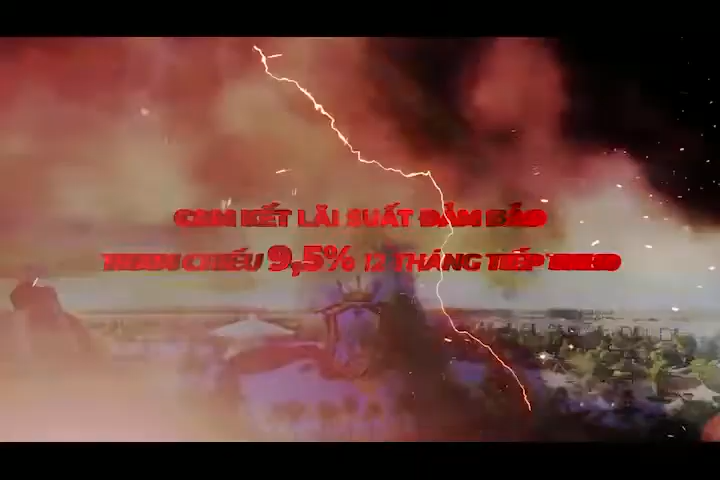 CAM KẾT LÃI SUẤT ĐẢM BẢO
THAM CHIẾU 9,5% 12 THÁNG TIẾP THEO